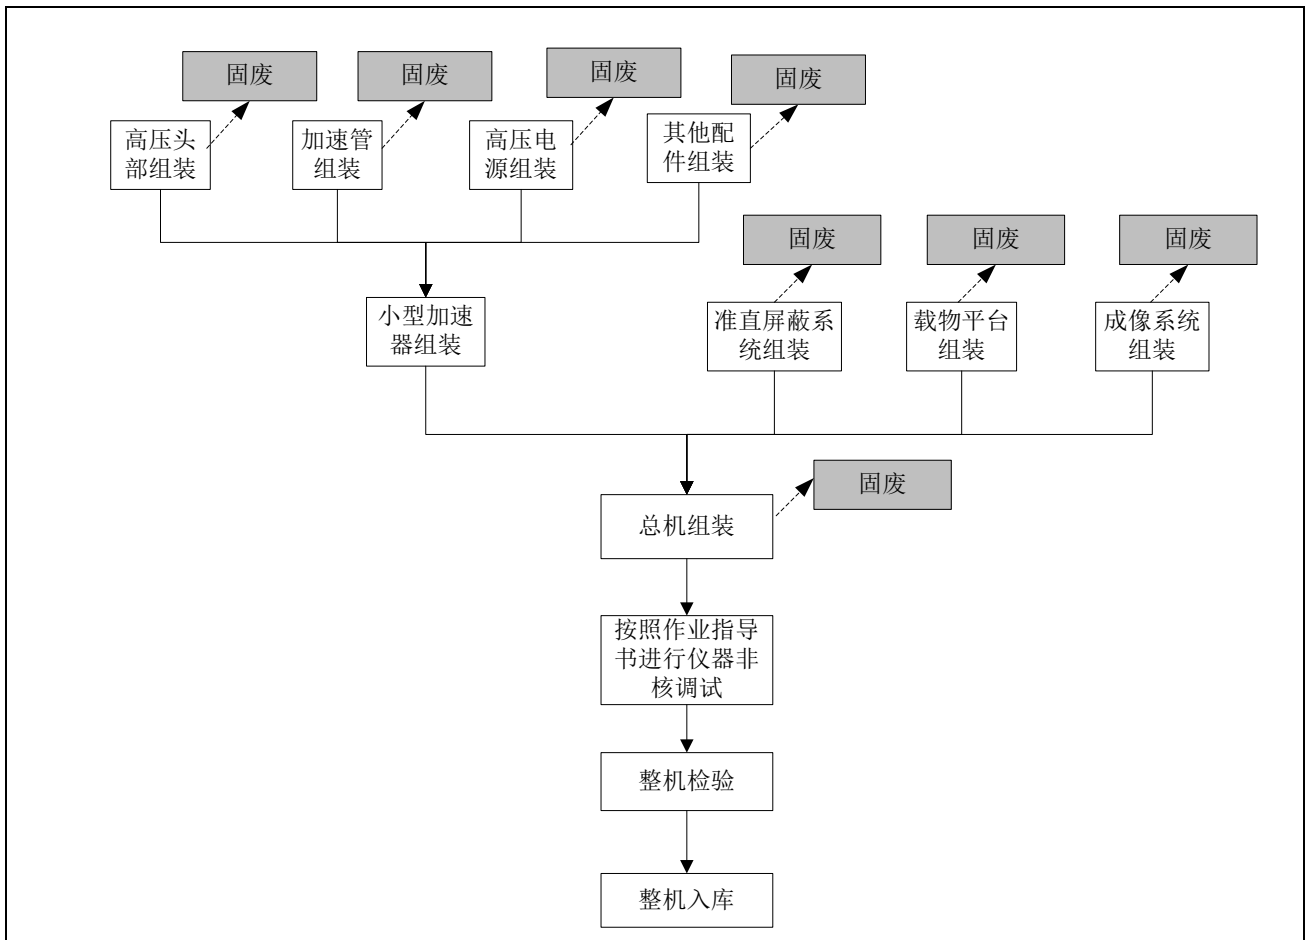 固废
固废
固废
固废
高压头
部组装
加速管
组装
高压电
源组装
其他配
件组装
固废
固废
固废
小型加速
器组装
准直屏蔽系
统组装
载物平台
组装
成像系统
组装
固废
总机组装
按照作业指导
书进行仪器非
核调试
整机检验
整机入库